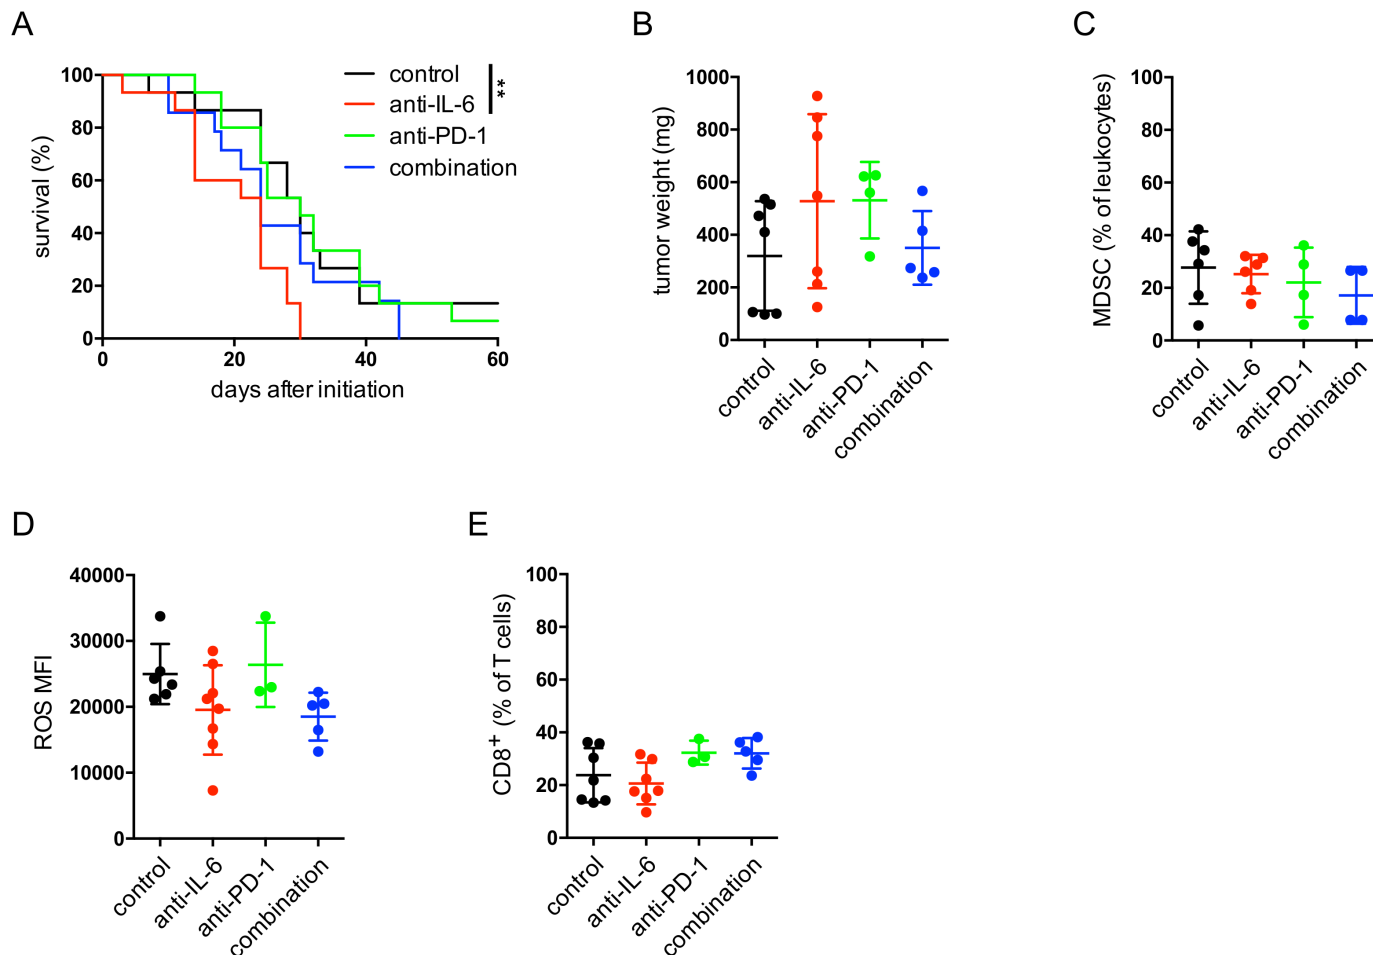 A
survival (%)
100
80
60
40
20
0
0 20 40 60
days after initiation
control
anti-IL-6
anti-PD-1
combination
**
B
tumor weight (mg)
1000
800
600
400
200
0
control
anti-IL-6
anti-PD-1
combination
C
MDSC (% of leukocytes)
100
80
60
40
20
0
control
anti-IL-6
anti-PD-1
combination
D
ROS MFI
40000
30000
20000
10000
0
control
anti-IL-6
anti-PD-1
combination
E
CD8+ (% of T cells)
100
80
60
40
20
0
control
anti-IL-6
anti-PD-1
combination